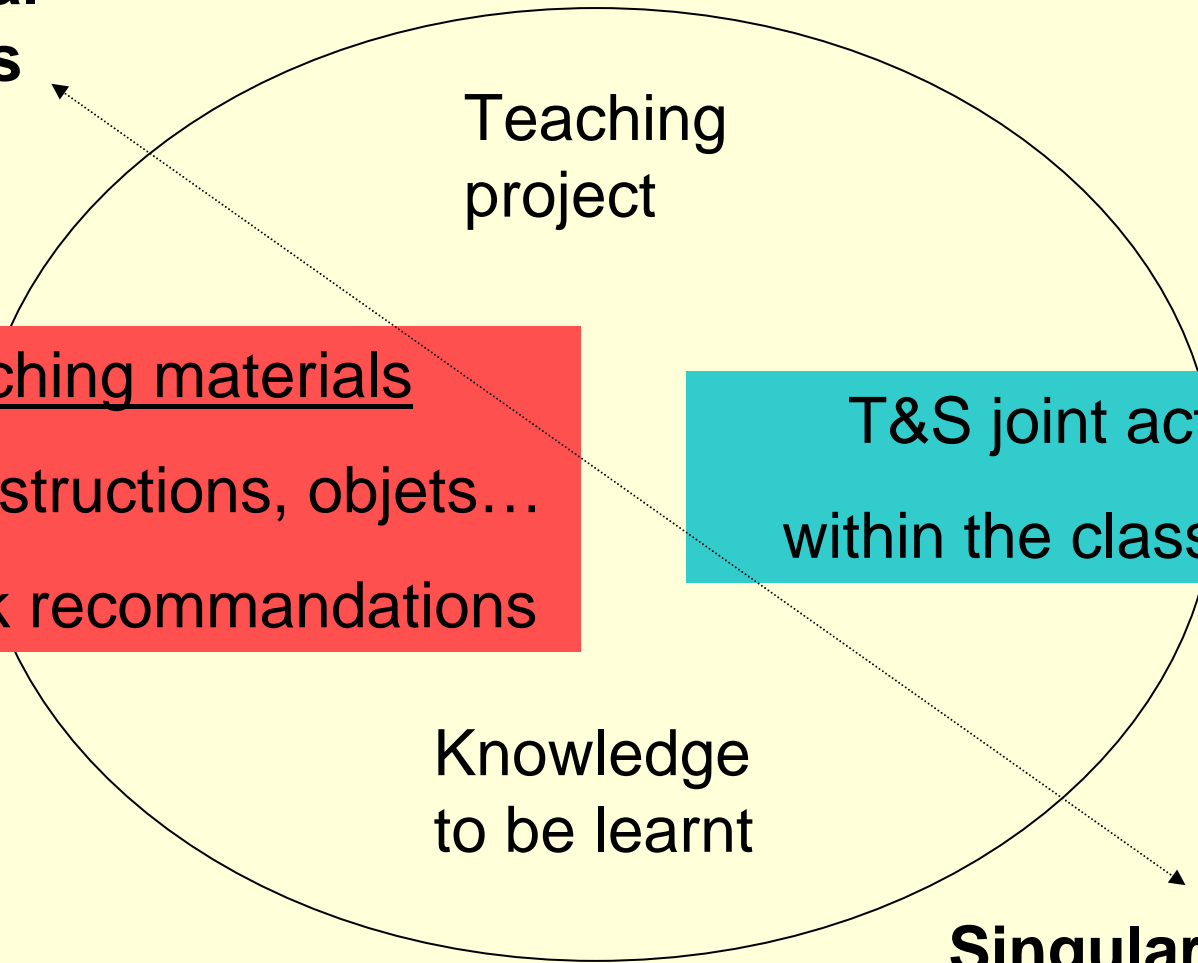 s
Teaching
project
ching materials
structions, objets…
k recommandations
T&S joint act
within the class
Knowledge
to be learnt
Singular